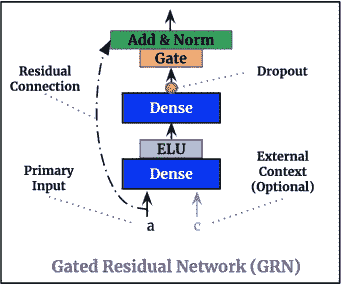 Add & Norm
Residual
Connection
Gate
Dropout
Dense
ELU
Primary
Input
Dense
External
Context
(Optional)
a
c
Gated Residual Network (GRN)